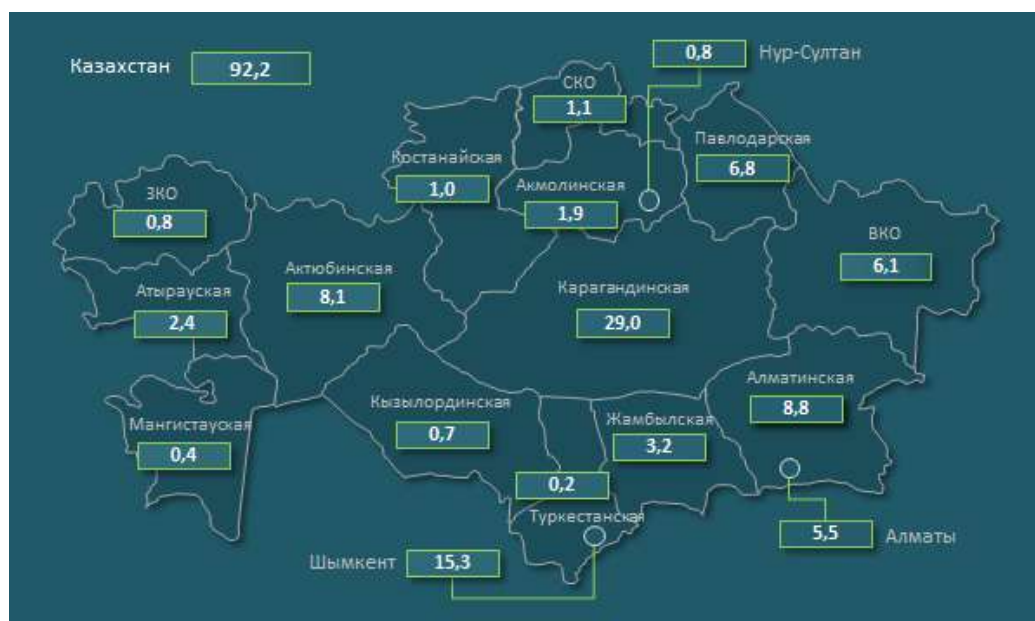 Казахстан 92,2
0,8 Нур-Султан
СКО
1,1
Павлодарская
6,8
Костанайская
1,0
Акмолинская
1,9
ЗКО
0,8
ВКО
6,1
Актюбинская
8,1
Атырауская
2,4
Карагандинская
29,0
Алматинская
8,8
Кызылординская
0,7
Жамбылская
3,2
Мангистауская
0,4
0,2
Туркестанская
5,5 Алматы
Шымкент 15,3